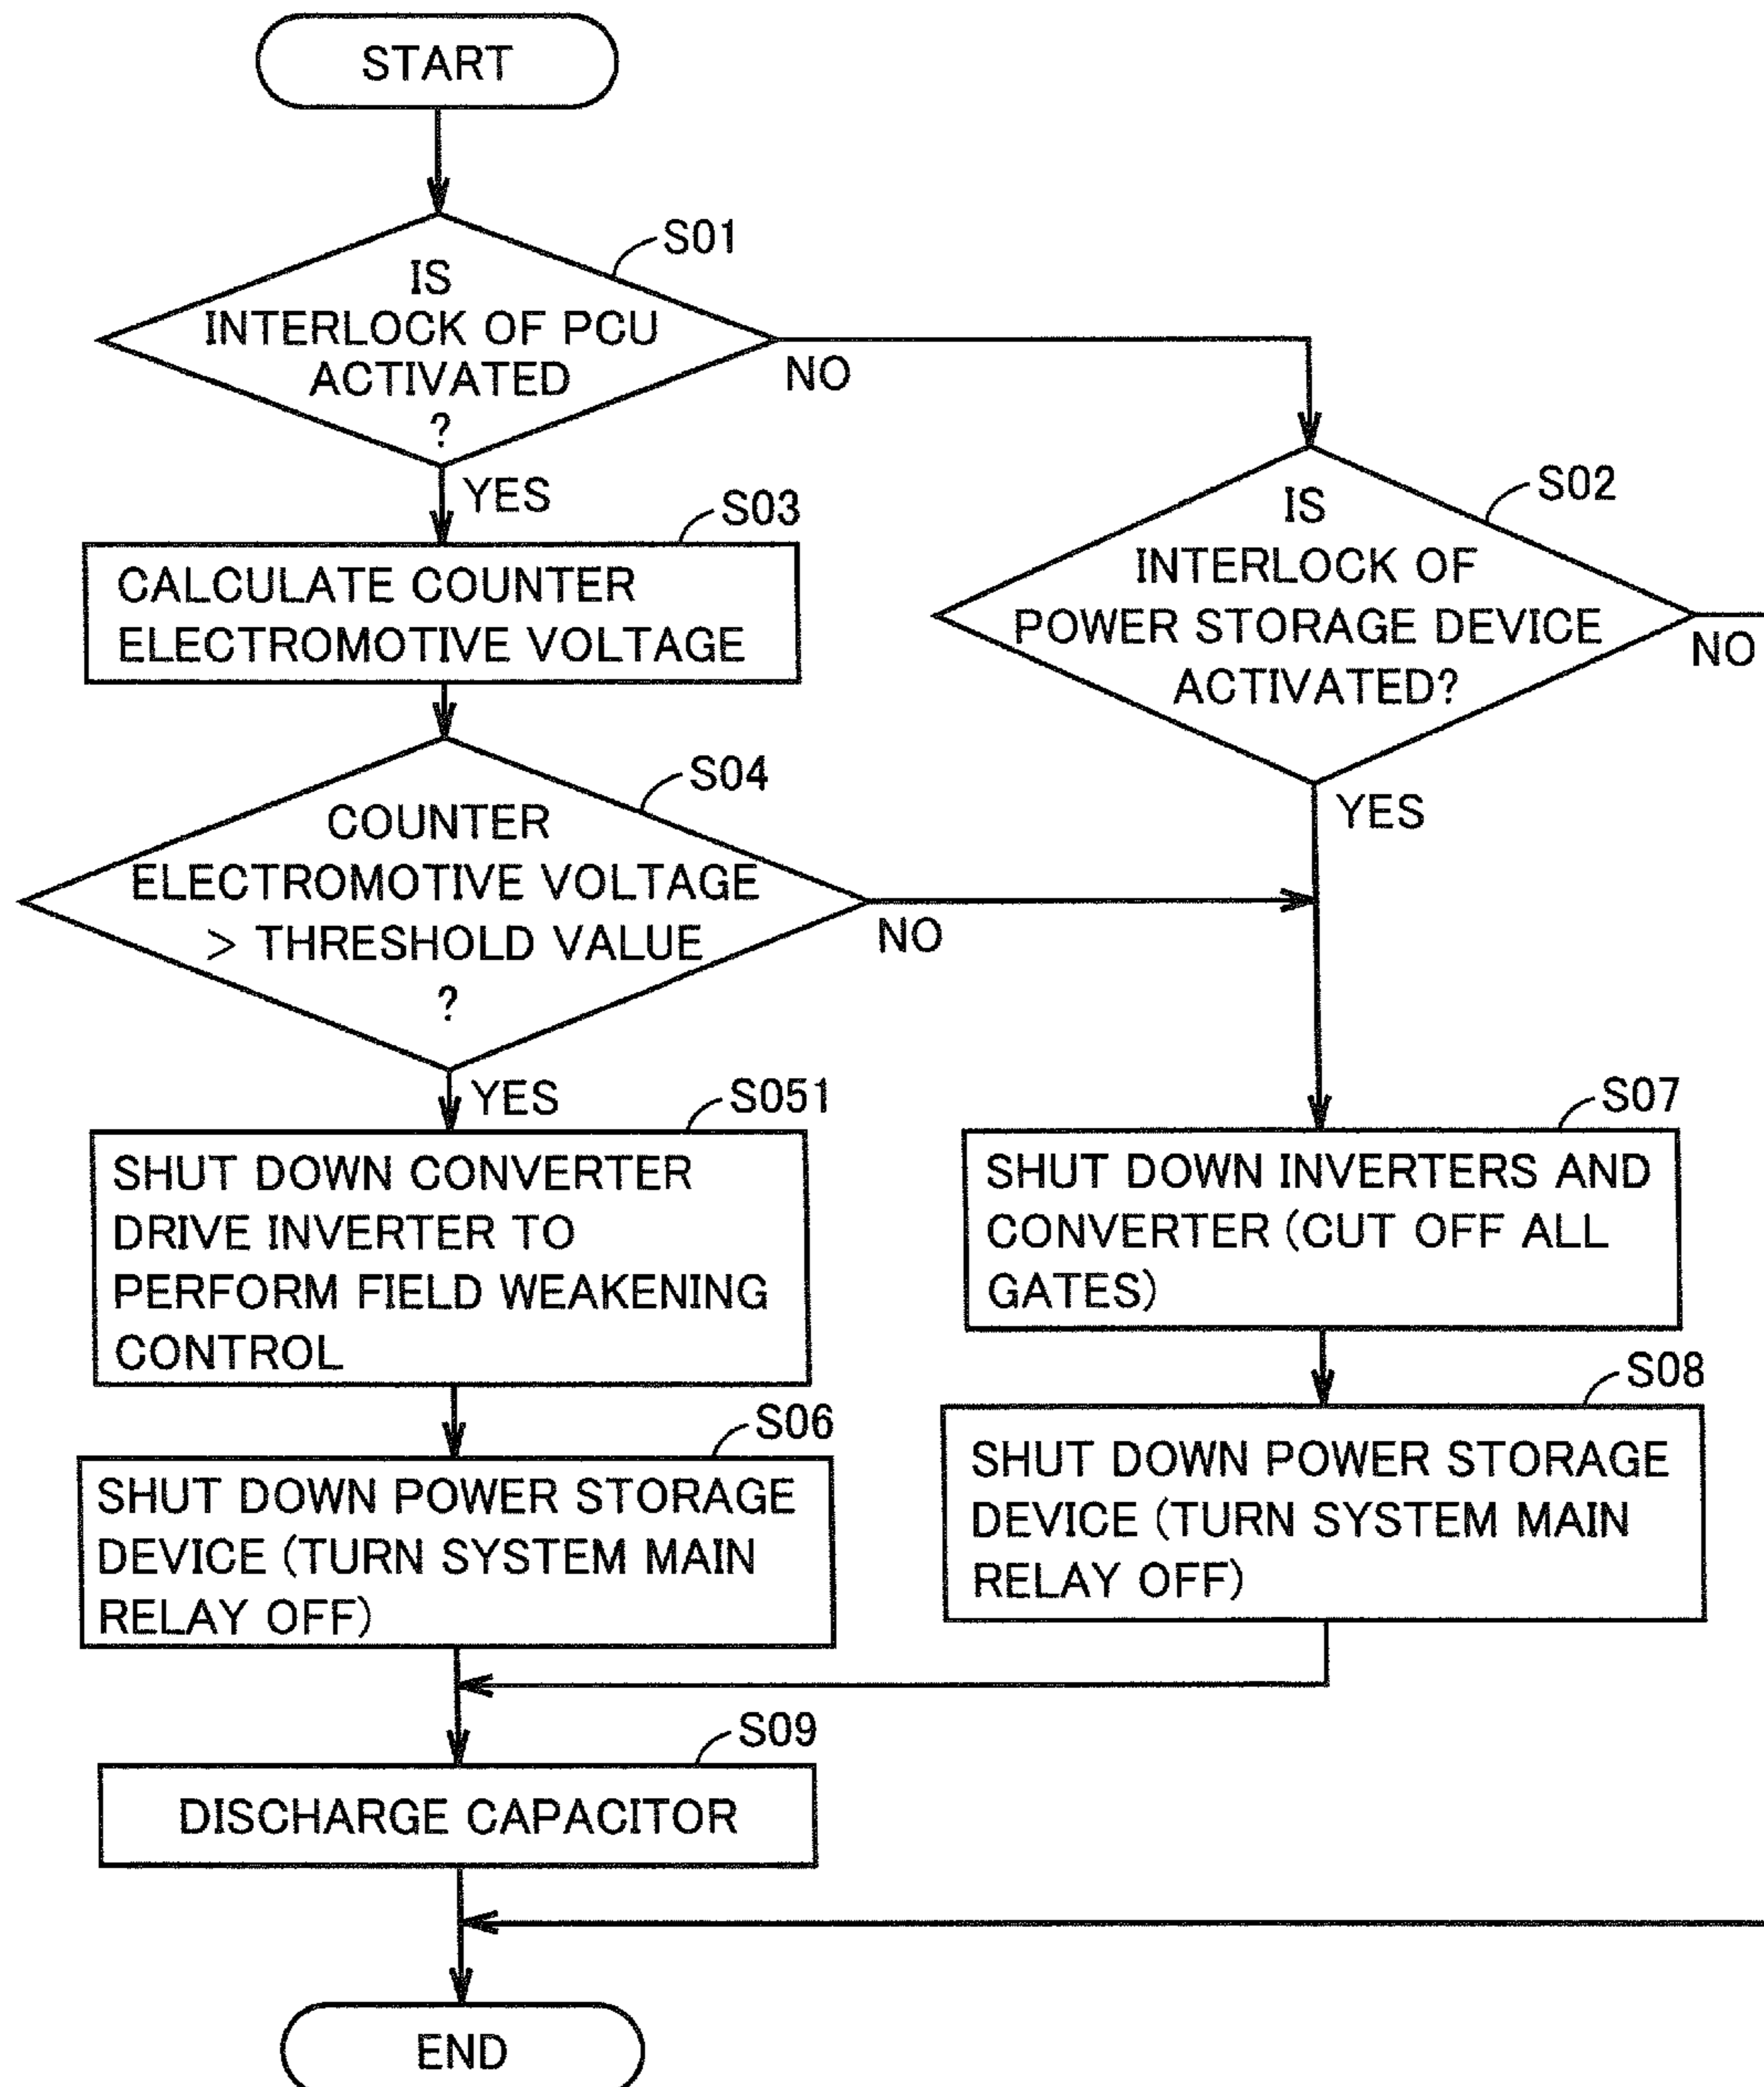 START
S01
IS
INTERLOCK OF PCU
ACTIVATED
?
NO
YES
S02
IS
INTERLOCK OF
POWER STORAGE DEVICE
ACTIVATED?
NO
YES
S03
CALCULATE COUNTER
ELECTROMOTIVE VOLTAGE
S04
COUNTER
ELECTROMOTIVE VOLTAGE
> THRESHOLD VALUE
?
NO
YES
S051
SHUT DOWN CONVERTER
DRIVE INVERTER TO
PERFORM FIELD WEAKENING
CONTROL
S07
SHUT DOWN INVERTERS AND
CONVERTER (CUT OFF ALL
GATES)
S06
SHUT DOWN POWER STORAGE
DEVICE (TURN SYSTEM MAIN
RELAY OFF)
S08
SHUT DOWN POWER STORAGE
DEVICE (TURN SYSTEM MAIN
RELAY OFF)
S09
DISCHARGE CAPACITOR
END